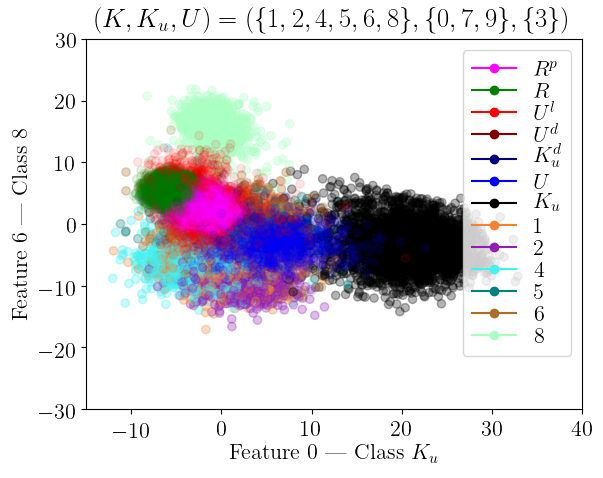 (K, K_u, U) = ({1, 2, 4, 5, 6, 8}, {0, 7, 9}, {3})
30
20
10
0
−10
−20
−30
Feature 6 — Class 8
R^p
R
U^l
U^d
K_u^d
U
K_u
1
2
4
5
6
8
−10
0
10
20
30
40
Feature 0 — Class K_u